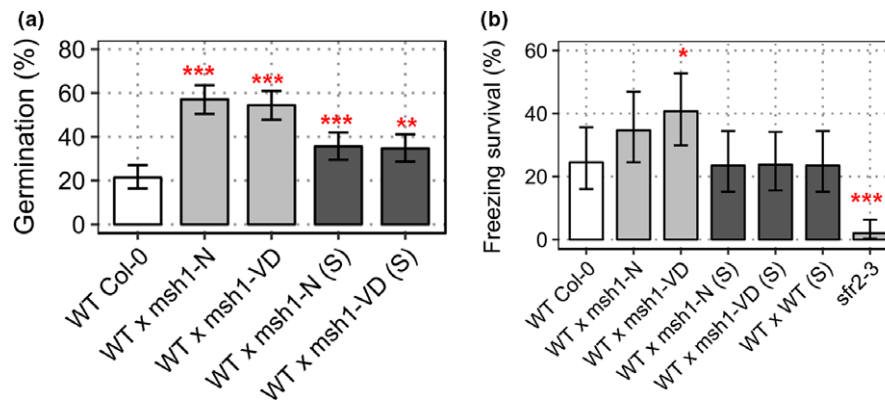 (a)
Germination (%)
80
60
40
20
0
***
***
***
**
WT Col-0
WT x msh1-N
WT x msh1-VD
WT x msh1-N (S)
WT x msh1-VD (S)
(b)
Freezing survival (%)
60
40
20
0
*
***
WT Col-0
WT x msh1-N
WT x msh1-VD
WT x msh1-N (S)
WT x msh1-VD (S)
WT x WT (S)
sfr2-3